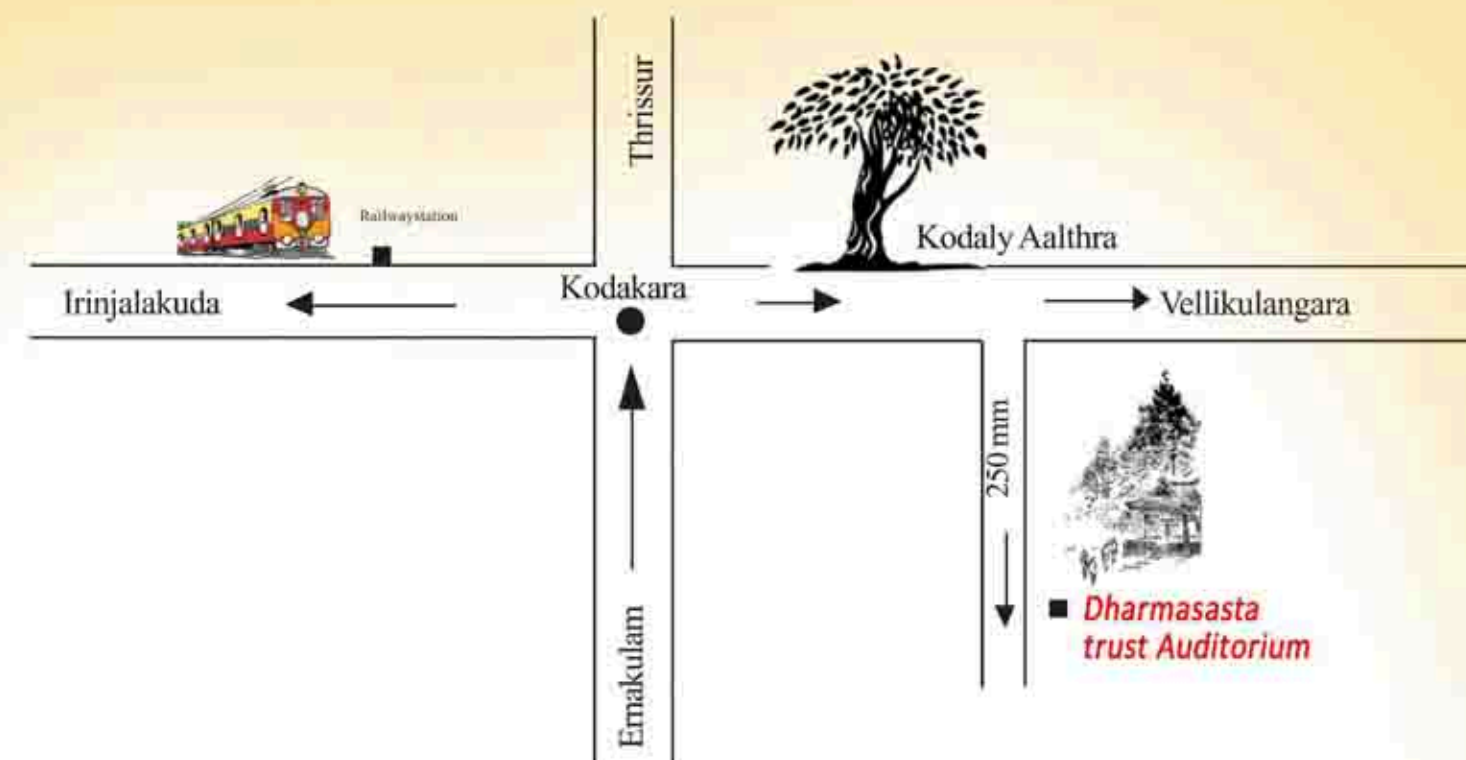 Thrissur
Railwaystation
Kodaly Aalthra
Irinjalakuda
Kodakara
Vellikulangara
250 mm
Ernakulam
Dharmasasta
trust Auditorium